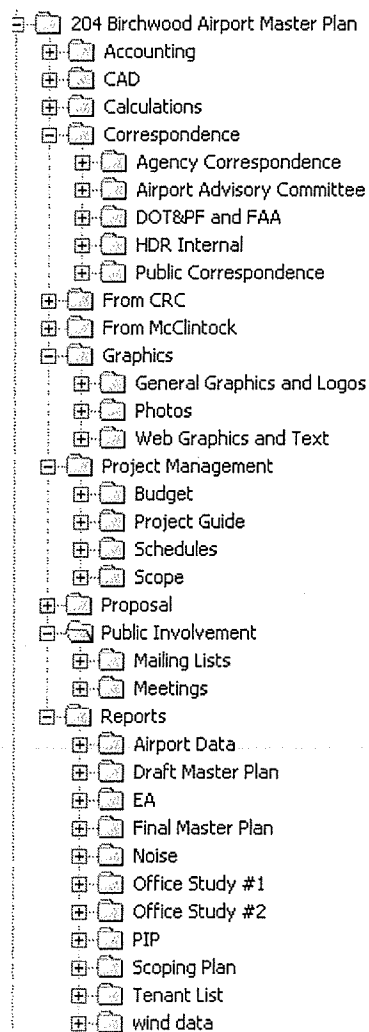 204 Birchwood Airport Master Plan
Accounting
CAD
Calculations
Correspondence
Agency Correspondence
Airport Advisory Committee
DOT&PF and FAA
HDR Internal
Public Correspondence
From CRC
From McClintock
Graphics
General Graphics and Logos
Photos
Web Graphics and Text
Project Management
Budget
Project Guide
Schedules
Scope
Proposal
Public Involvement
Mailing Lists
Meetings
Reports
Airport Data
Draft Master Plan
EA
Final Master Plan
Noise
Office Study #1
Office Study #2
PIP
Scoping Plan
Tenant List
wind data